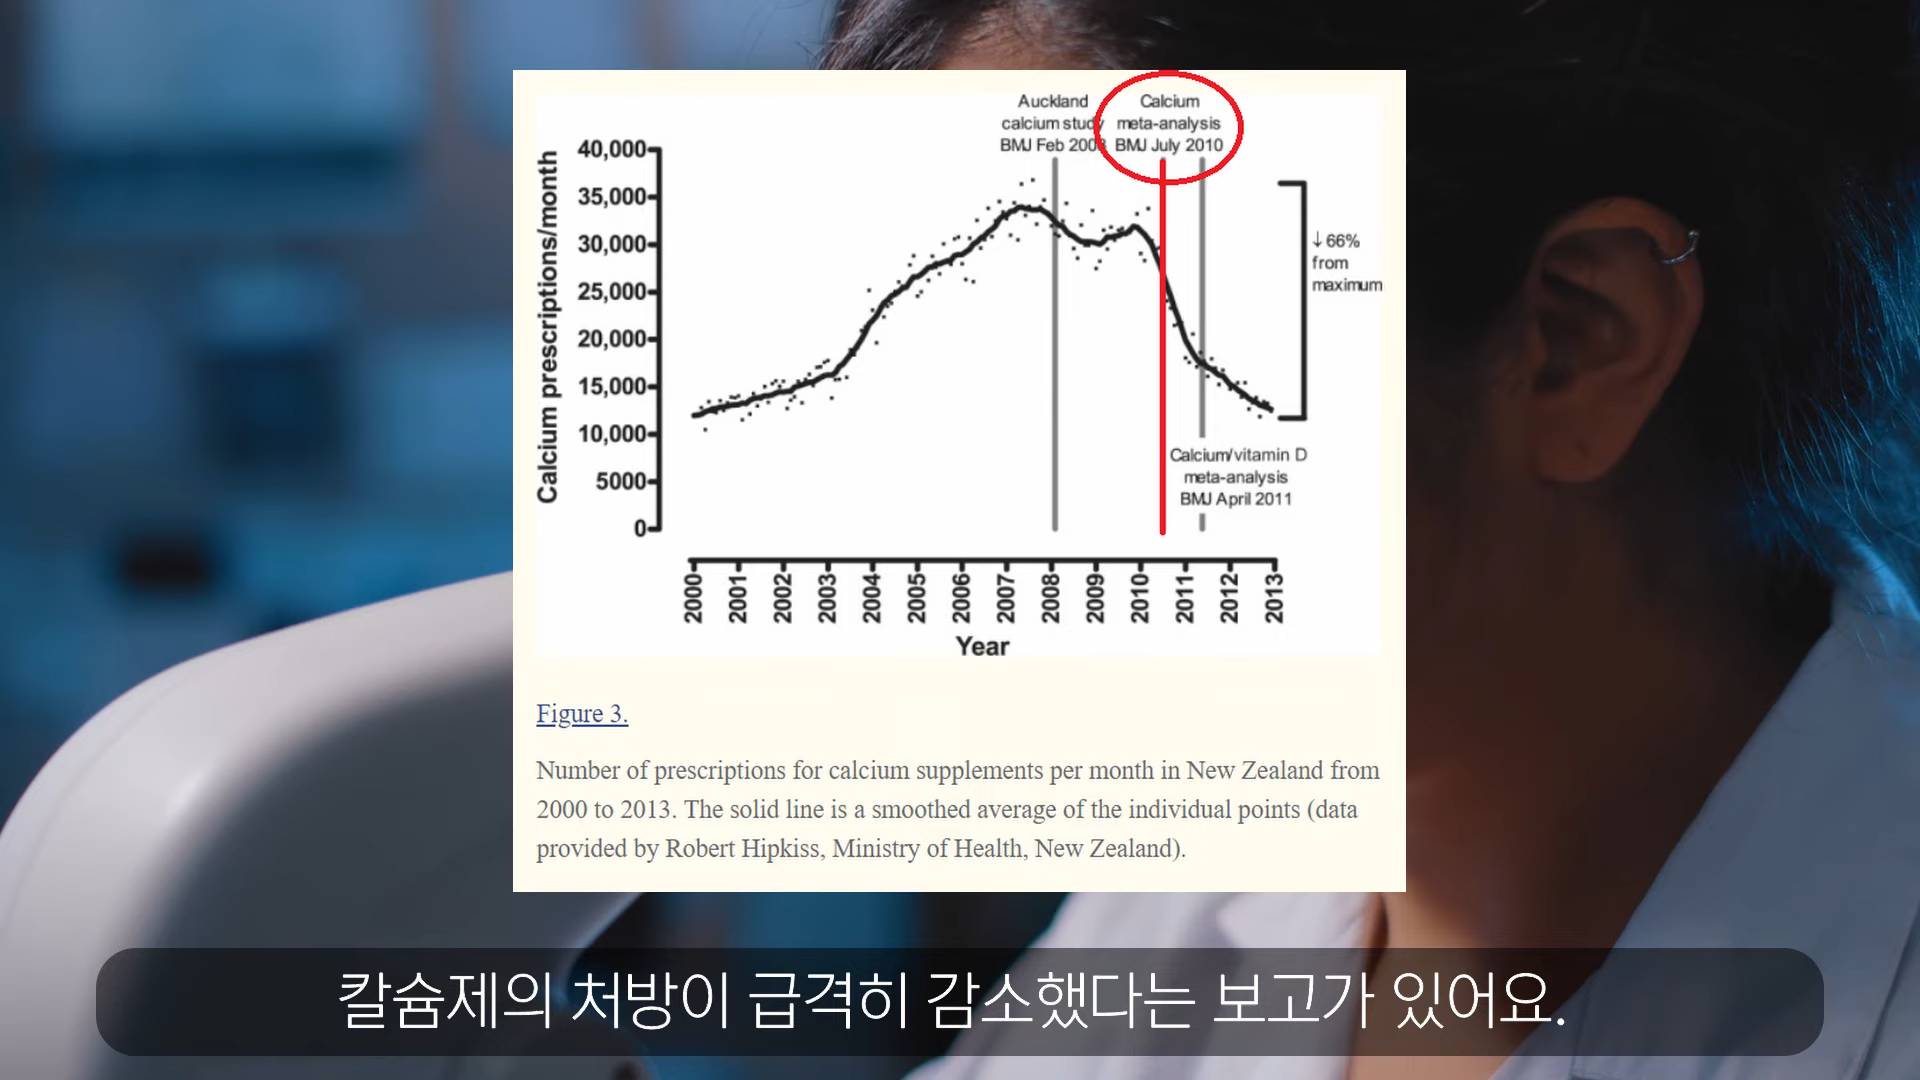 Auckland
calcium study
BMJ Feb 2008
Calcium
meta-analysis
BMJ July 2010
Calcium prescriptions/month
40,000
35,000
30,000
25,000
20,000
15,000
10,000
5000
0
↓66%
from
maximum
Calcium/vitamin D
meta-analysis
BMJ April 2011
2000
2001
2002
2003
2004
2005
2006
2007
2008
2009
2010
2011
2012
2013
Year
Figure 3.
Number of prescriptions for calcium supplements per month in New Zealand from
2000 to 2013. The solid line is a smoothed average of the individual points (data
provided by Robert Hipkiss, Ministry of Health, New Zealand).
칼슘제의 처방이 급격히 감소했다는 보고가 있어요.